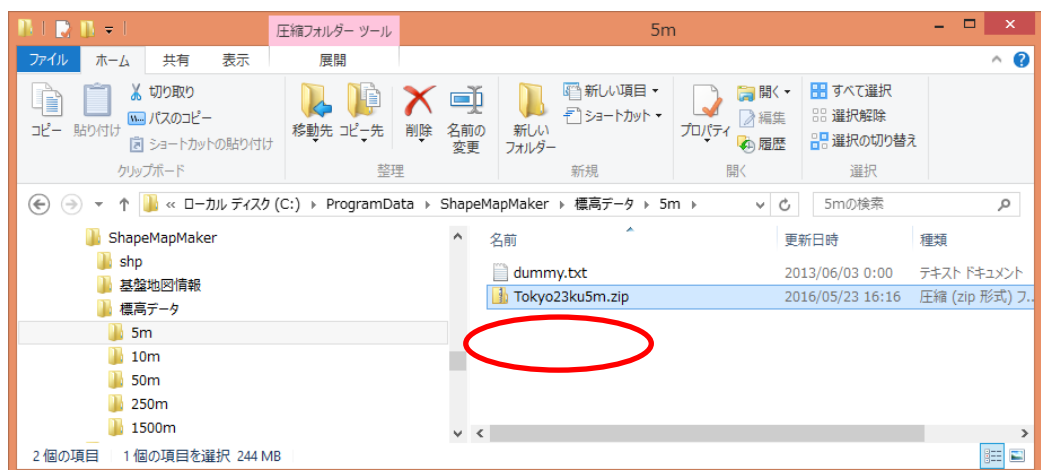 圧縮フォルダー ツール
5m
ファイル ホーム 共有 表示 展開
コピー
貼り付け
切り取り
パスのコピー
ショートカットの貼り付け
クリップボード
移動先 コピー先 削除 名前の
変更
整理
新しい
フォルダー
新しい項目
ショートカット
新規
プロパティ
開く
編集
履歴
開く
すべて選択
選択解除
選択の切り替え
選択
« ローカル ディスク (C:) ProgramData ShapeMapMaker 標高データ 5m
5mの検索
ShapeMapMaker
shp
基盤地図情報
標高データ
5m
10m
50m
250m
1500m
名前 更新日時 種類
dummy.txt 2013/06/03 0:00 テキスト ドキュメント
Tokyo23ku5m.zip 2016/05/23 16:16 圧縮 (zip 形式) フ...
2 個の項目 1 個の項目を選択 244 MB